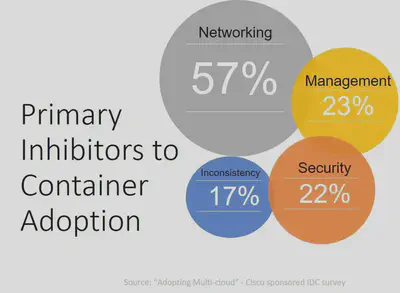 Primary
Inhibitors to
Container
Adoption
Networking
57%
Management
23%
Inconsistency
17%
Security
22%
Source: "Adopting Multi-cloud" - Cisco sponsored IDC survey